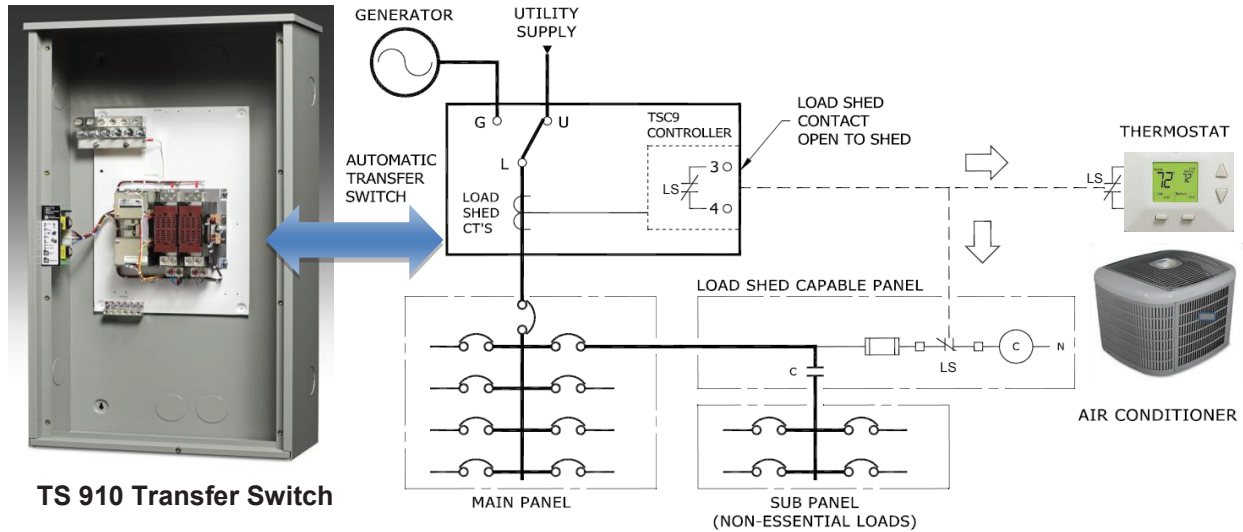 GENERATOR
UTILITY
SUPPLY
G
U
L
TSC9
CONTROLLER
3
LS
4
LOAD SHED
CONTACT
OPEN TO SHED
THERMOSTAT
LS
72
AUTOMATIC
TRANSFER
SWITCH
LOAD
SHED
CT'S
LOAD SHED CAPABLE PANEL
C
LS
C
N
AIR CONDITIONER
TS 910 Transfer Switch
MAIN PANEL
SUB PANEL
(NON-ESSENTIAL LOADS)